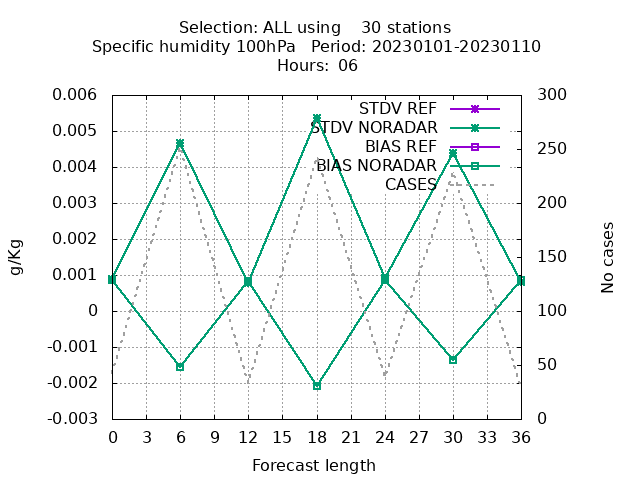 Selection: ALL using    30 stations
Specific humidity 100hPa   Period: 20230101-20230110
Hours: 06
0.006
0.005
0.004
0.003
0.002
0.001
0
-0.001
-0.002
-0.003
g/Kg
STDV REF
STDV NORADAR
BIAS REF
BIAS NORADAR
CASES
300
250
200
150
100
50
0
No cases
0 3 6 9 12 15 18 21 24 27 30 33 36
Forecast length